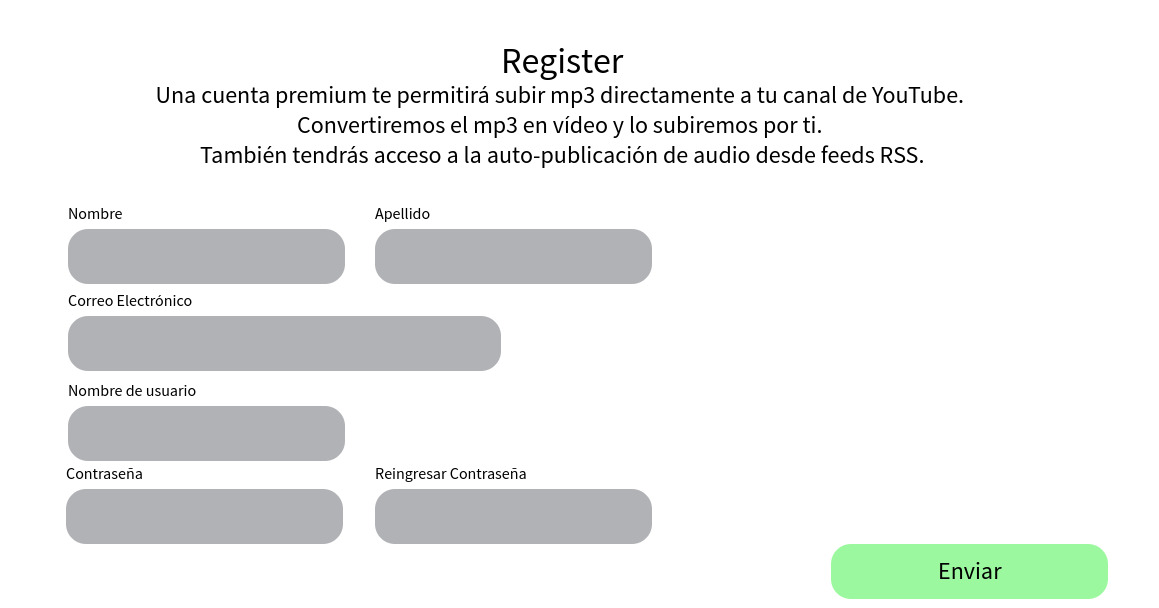 Register
Una cuenta premium te permitirá subir mp3 directamente a tu canal de YouTube.
Convertiremos el mp3 en vídeo y lo subiremos por ti.
También tendrás acceso a la auto-publicación de audio desde feeds RSS.
Nombre
Apellido
Correo Electrónico
Nombre de usuario
Contraseña
Reingresar Contraseña
Enviar